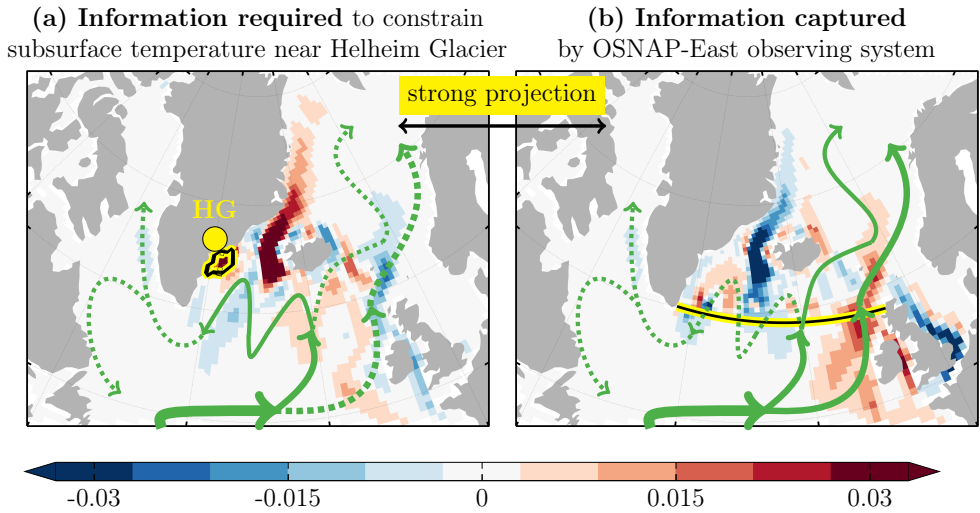 (a) Information required to constrain
subsurface temperature near Helheim Glacier
(b) Information captured
by OSNAP-East observing system
strong projection
HG
-0.03 -0.015 0 0.015 0.03